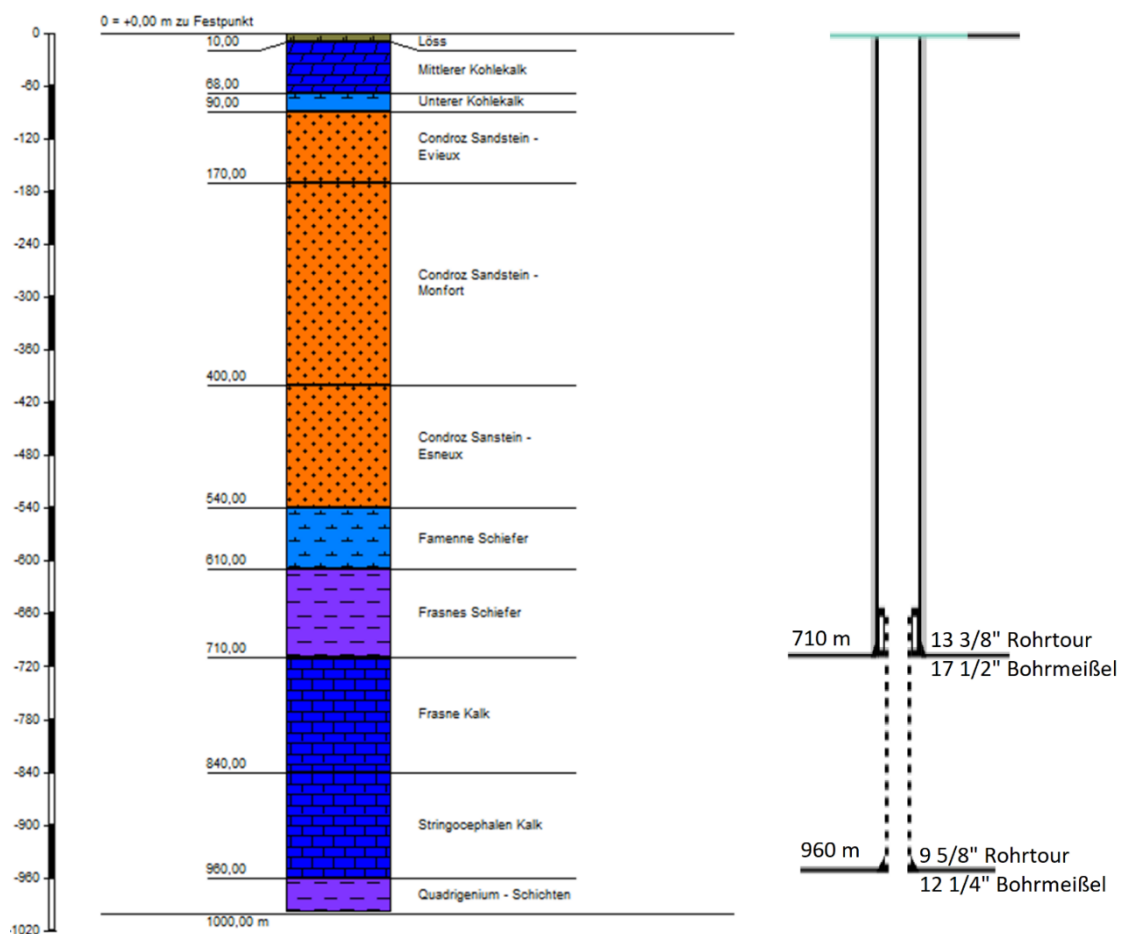 0 = +0,00 m zu Festpunkt
0
-60
-120
-180
-240
-300
-360
-420
-480
-540
-600
-660
-720
-780
-840
-900
-960
-1020
10,00
68,00
90,00
170,00
400,00
540,00
610,00
710,00
840,00
960,00
1000,00 m
Löss
Mittlerer Kohlekalk
Unterer Kohlekalk
Condroz Sandstein -
Evieux
Condroz Sandstein -
Monfort
Condroz Sanstein -
Esneux
Famenne Schiefer
Frasnes Schiefer
Frasne Kalk
Stringocephalen Kalk
Quadrigenium - Schichten
710 m
13 3/8" Rohrtour
17 1/2" Bohrmeißel
960 m
9 5/8" Rohrtour
12 1/4" Bohrmeißel